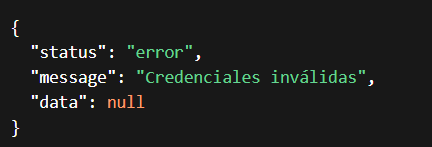 {
"status": "error",
"message": "Credenciales inválidas",
"data": null
}